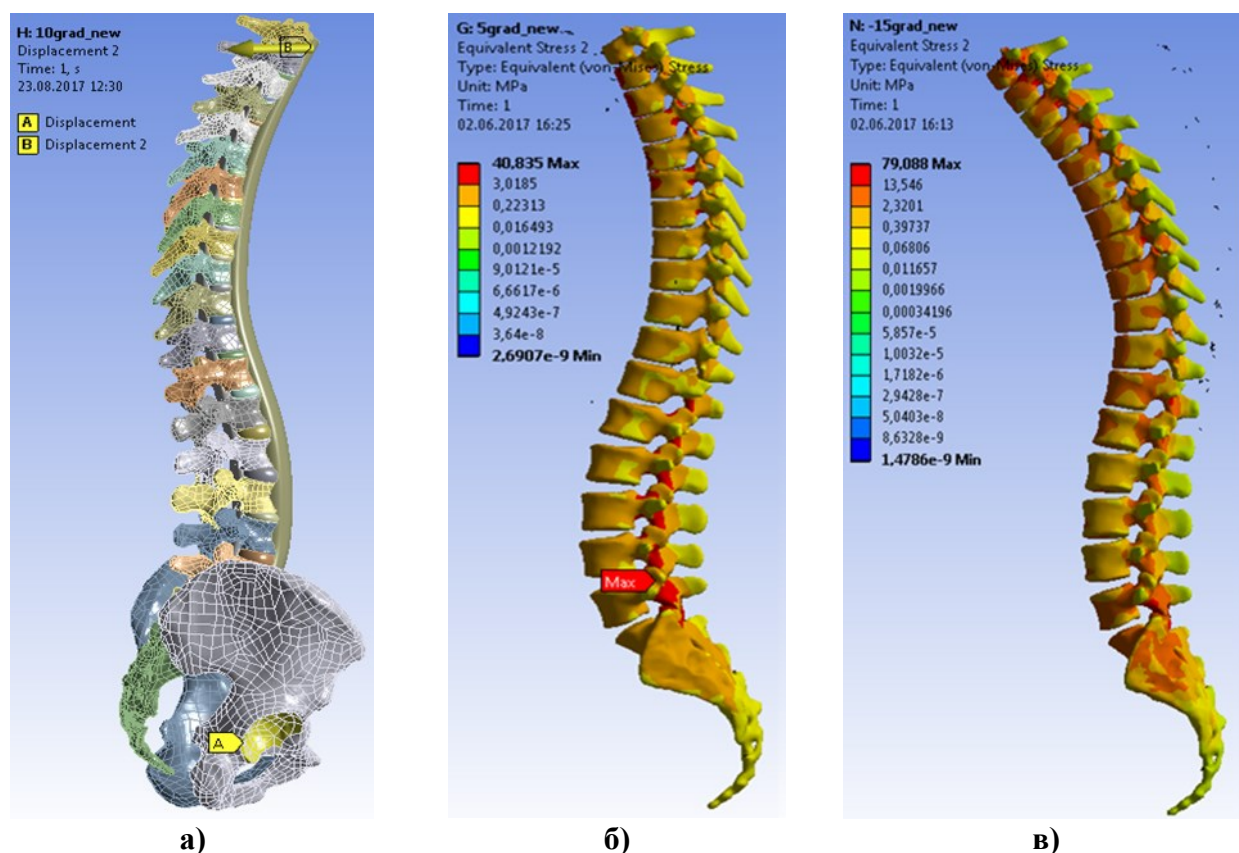 H: 10grad_new
Displacement 2
Time: 1, s
23.08.2017 12:30
A Displacement
B Displacement 2
B
A
G: 5grad_new
Equivalent Stress 2
Type: Equivalent (von-Mises) Stress
Unit: MPa
Time: 1
02.06.2017 16:25
40,835 Max
3,0185
0,22313
0,016493
0,0012192
9,0121e-5
6,6617e-6
4,9243e-7
3,64e-8
2,6907e-9 Min
Max
N: -15grad_new
Equivalent Stress 2
Type: Equivalent (von-Mises) Stress
Unit: MPa
Time: 1
02.06.2017 16:13
79,088 Max
13,546
2,3201
0,39737
0,06806
0,011657
0,0019966
0,00034196
5,857e-5
1,0032e-5
1,7182e-6
2,9428e-7
5,0403e-8
8,6328e-9
1,4786e-9 Min
а)
б)
в)